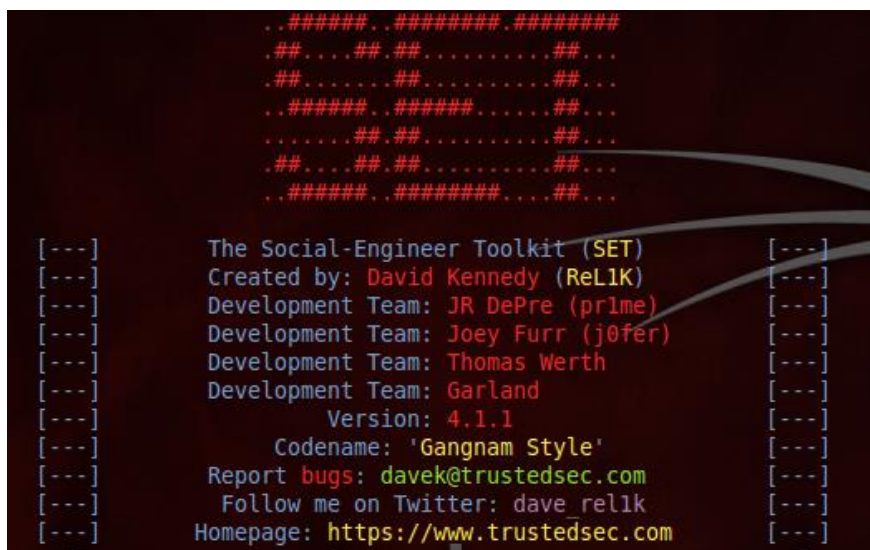 ..######..########.########
.##....##.##..........##...
.##.......##..........##...
..######..######......##...
.......##.##..........##...
.##....##.##..........##...
..######..########....##...
[---] The Social-Engineer Toolkit (SET) [---]
[---] Created by: David Kennedy (ReL1K) [---]
[---] Development Team: JR DePre (pr1me) [---]
[---] Development Team: Joey Furr (j0fer) [---]
[---] Development Team: Thomas Werth [---]
[---] Development Team: Garland [---]
[---] Version: 4.1.1 [---]
[---] Codename: 'Gangnam Style' [---]
[---] Report bugs: davek@trustedsec.com [---]
[---] Follow me on Twitter: dave_rel1k [---]
[---] Homepage: https://www.trustedsec.com [---]